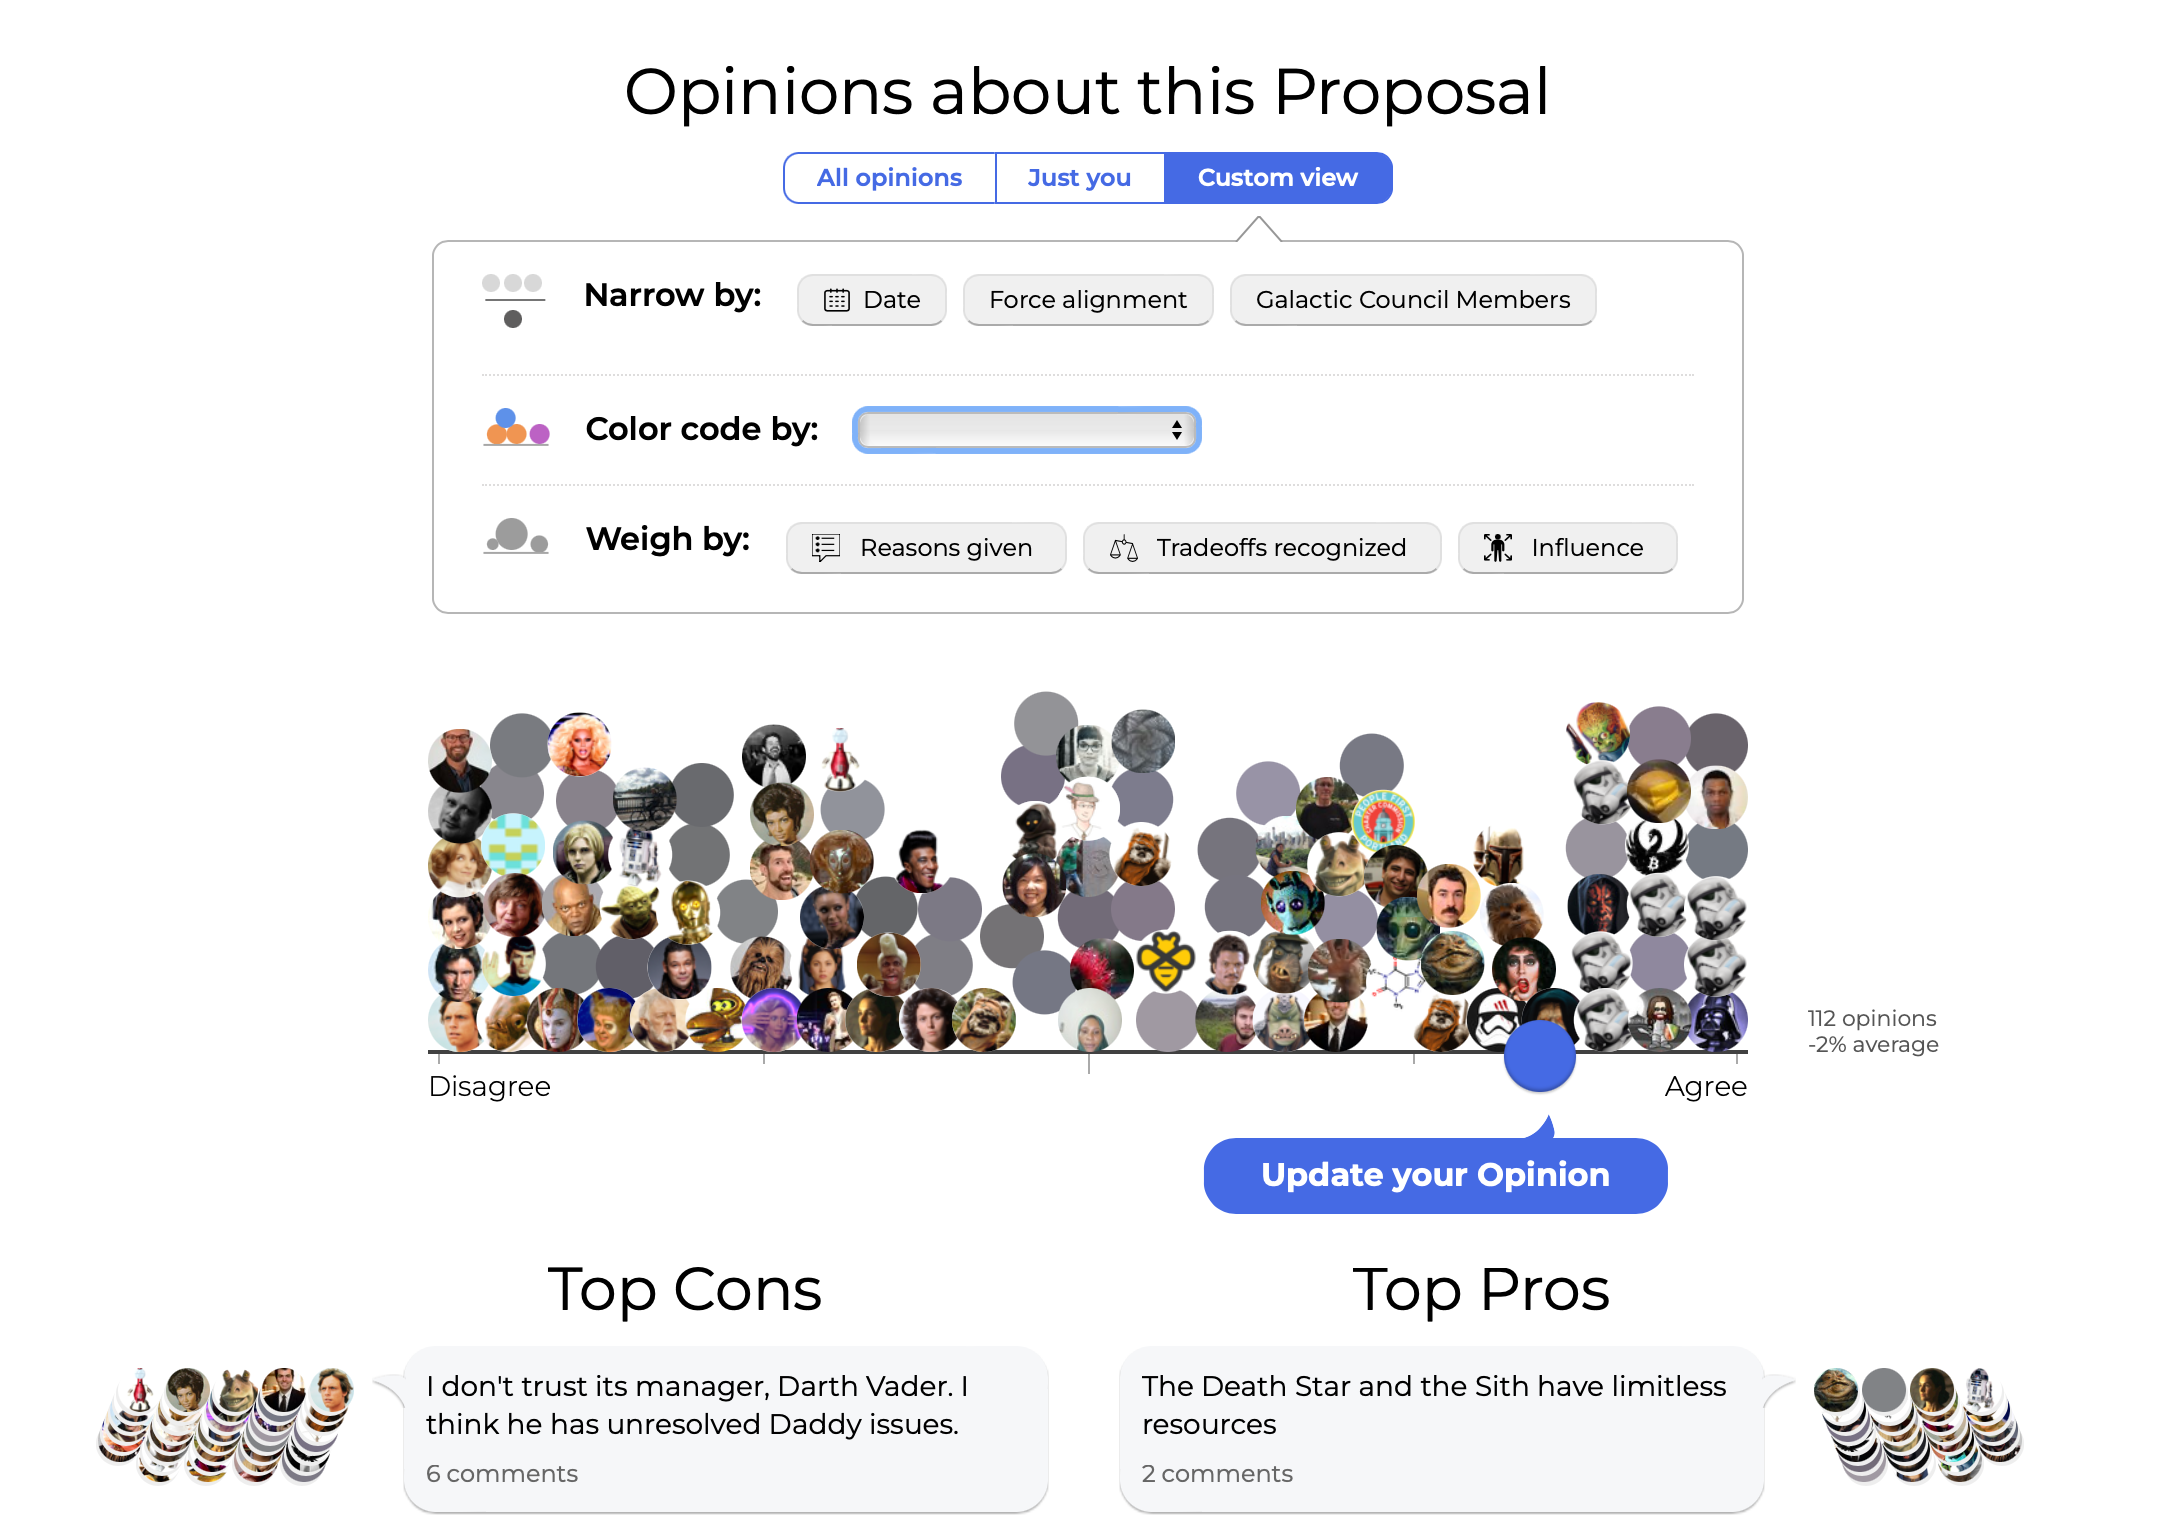 Opinions about this Proposal
All opinions
Just you
Custom view
Narrow by:
Date
Force alignment
Galactic Council Members
Color code by:
Weigh by:
Reasons given
Tradeoffs recognized
Influence
PEOPLE FIRST
112 opinions
-2% average
Disagree
Agree
Update your Opinion
Top Cons
Top Pros
I don't trust its manager, Darth Vader. I
think he has unresolved Daddy issues.
6 comments
The Death Star and the Sith have limitless
resources
2 comments